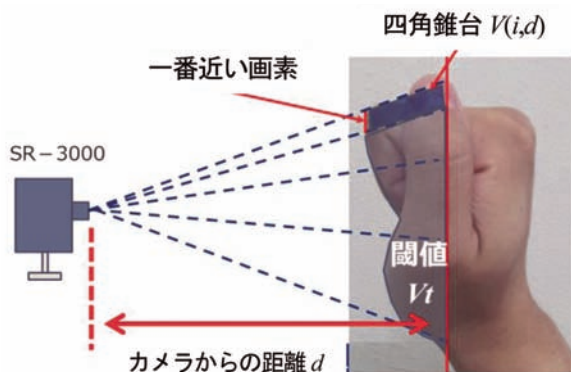 四角錐台 V(i,d)
一番近い画素
SR−3000
閾値
Vt
カメラからの距離 d